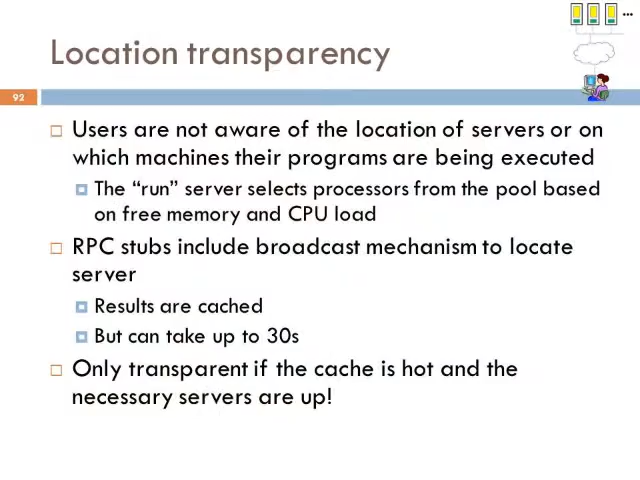 Location transparency
92
Users are not aware of the location of servers or on
which machines their programs are being executed
The “run” server selects processors from the pool based
on free memory and CPU load
RPC stubs include broadcast mechanism to locate
server
Results are cached
But can take up to 30s
Only transparent if the cache is hot and the
necessary servers are up!